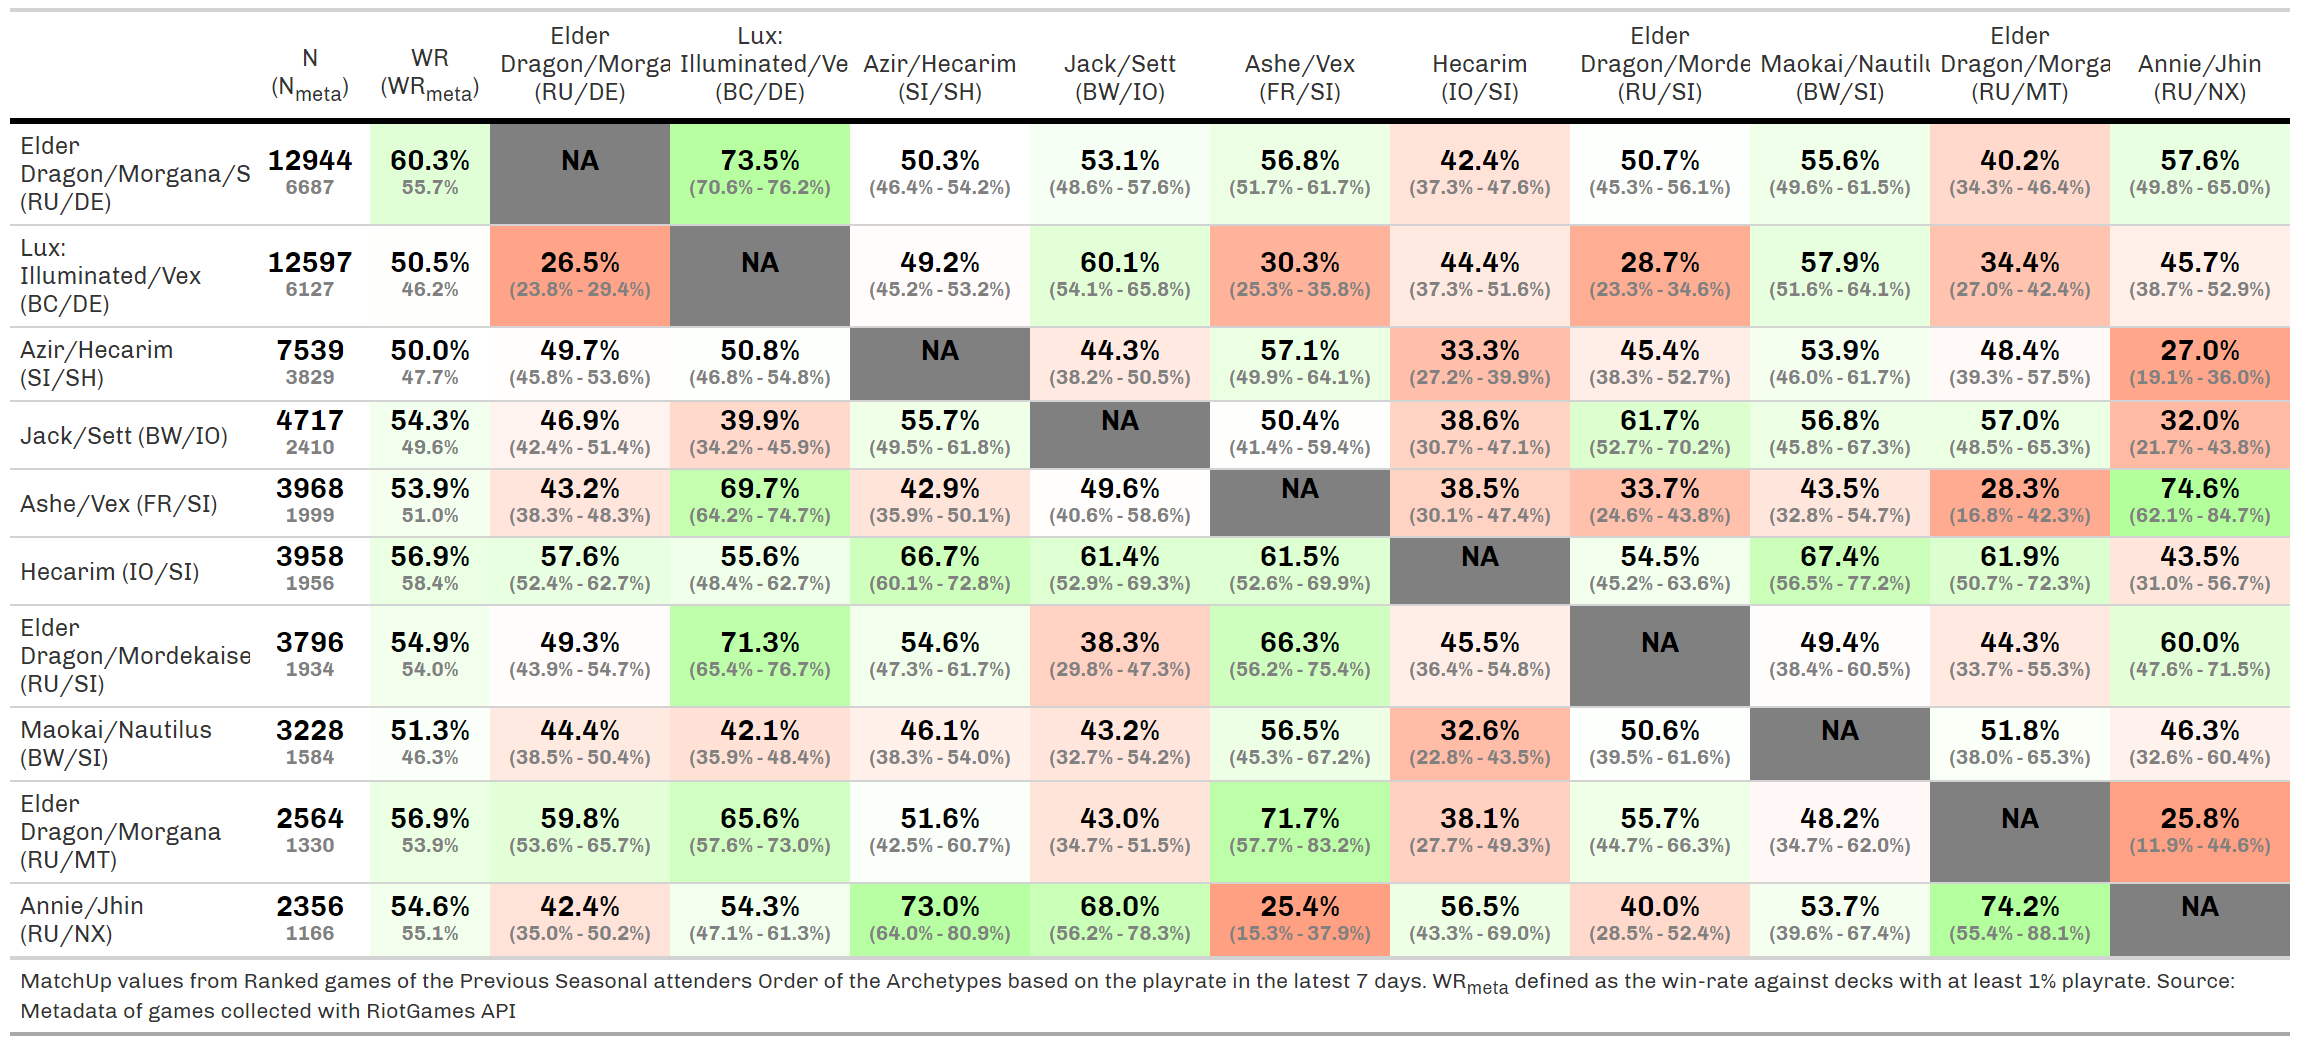 N (Nmeta) WR (WRmeta) Elder Dragon/Morga (RU/DE) Lux: Illuminated/Ve (BC/DE) Azir/Hecarim (SI/SH) Jack/Sett (BW/IO) Ashe/Vex (FR/SI) Hecarim (IO/SI) Elder Dragon/Morde (RU/SI) Maokai/Nautil (BW/SI) Elder Dragon/Morga (RU/MT) Annie/Jhin (RU/NX)
Elder Dragon/Morgana/S (RU/DE) 12944 60.3% NA 73.5% 50.3% 53.1% 56.8% 42.4% 50.7% 55.6% 40.2% 57.6%
6687 55.7% (70.6% - 76.2%) (46.4% - 54.2%) (48.6% - 57.6%) (51.7% - 61.7%) (37.3% - 47.6%) (45.3% - 56.1%) (49.6% - 61.5%) (34.3% - 46.4%) (49.8% - 65.0%)
Lux: Illuminated/Vex (BC/DE) 12597 50.5% 26.5% NA 49.2% 60.1% 30.3% 44.4% 28.7% 57.9% 34.4% 45.7%
6127 46.2% (23.8% - 29.4%) (45.2% - 53.2%) (54.1% - 65.8%) (25.3% - 35.8%) (37.3% - 51.6%) (23.3% - 34.6%) (51.6% - 64.1%) (27.0% - 42.4%) (38.7% - 52.9%)
Azir/Hecarim (SI/SH) 7539 50.0% 49.7% 50.8% NA 44.3% 57.1% 33.3% 45.4% 53.9% 48.4% 27.0%
3829 47.7% (45.8% - 53.6%) (46.8% - 54.8%) (38.2% - 50.5%) (49.9% - 64.1%) (27.2% - 39.9%) (38.3% - 52.7%) (46.0% - 61.7%) (39.3% - 57.5%) (19.1% - 36.0%)
Jack/Sett (BW/IO) 4717 54.3% 46.9% 39.9% 55.7% NA 50.4% 38.6% 61.7% 56.8% 57.0% 32.0%
2410 49.6% (42.4% - 51.4%) (34.2% - 45.9%) (49.5% - 61.8%) (41.4% - 59.4%) (30.7% - 47.1%) (52.7% - 70.2%) (45.8% - 67.3%) (48.5% - 65.3%) (21.7% - 43.8%)
Ashe/Vex (FR/SI) 3968 53.9% 43.2% 69.7% 42.9% 49.6% NA 38.5% 33.7% 43.5% 28.3% 74.6%
1999 51.0% (38.3% - 48.3%) (64.2% - 74.7%) (35.9% - 50.1%) (40.6% - 58.6%) (30.1% - 47.4%) (24.6% - 43.8%) (32.8% - 54.7%) (16.8% - 42.3%) (62.1% - 84.7%)
Hecarim (IO/SI) 3958 56.9% 57.6% 55.6% 66.7% 61.4% 61.5% NA 54.5% 67.4% 61.9% 43.5%
1956 58.4% (52.4% - 62.7%) (48.4% - 62.7%) (60.1% - 72.8%) (52.9% - 69.3%) (52.6% - 69.9%) (45.2% - 63.6%) (56.5% - 77.2%) (50.7% - 72.3%) (31.0% - 56.7%)
Elder Dragon/Mordekaise (RU/SI) 3796 54.9% 49.3% 71.3% 54.6% 38.3% 66.3% 45.5% NA 49.4% 44.3% 60.0%
1934 54.0% (43.9% - 54.7%) (65.4% - 76.7%) (47.3% - 61.7%) (29.8% - 47.3%) (56.2% - 75.4%) (36.4% - 54.8%) (38.4% - 60.5%) (33.7% - 55.3%) (47.6% - 71.5%)
Maokai/Nautilus (BW/SI) 3228 51.3% 44.4% 42.1% 46.1% 43.2% 56.5% 32.6% 50.6% NA 51.8% 46.3%
1584 46.3% (38.5% - 50.4%) (35.9% - 48.4%) (38.3% - 54.0%) (32.7% - 54.2%) (45.3% - 67.2%) (22.8% - 43.5%) (39.5% - 61.6%) (38.0% - 65.3%) (32.6% - 60.4%)
Elder Dragon/Morgana (RU/MT) 2564 56.9% 59.8% 65.6% 51.6% 43.0% 71.7% 38.1% 55.7% 48.2% NA 25.8%
1330 53.9% (53.6% - 65.7%) (57.6% - 73.0%) (42.5% - 60.7%) (34.7% - 51.5%) (57.7% - 83.2%) (27.7% - 49.3%) (44.7% - 66.3%) (34.7% - 62.0%) (11.9% - 44.6%)
Annie/Jhin (RU/NX) 2356 54.6% 42.4% 54.3% 73.0% 68.0% 25.4% 56.5% 40.0% 53.7% 74.2% NA
1166 55.1% (35.0% - 50.2%) (47.1% - 61.3%) (64.0% - 80.9%) (56.2% - 78.3%) (15.3% - 37.9%) (43.3% - 69.0%) (28.5% - 52.4%) (39.6% - 67.4%) (55.4% - 88.1%)
MatchUp values from Ranked games of the Previous Seasonal attenders Order of the Archetypes based on the playrate in the latest 7 days. WRmeta defined as the win-rate against decks with at least 1% playrate. Source:
Metadata of games collected with RiotGames API